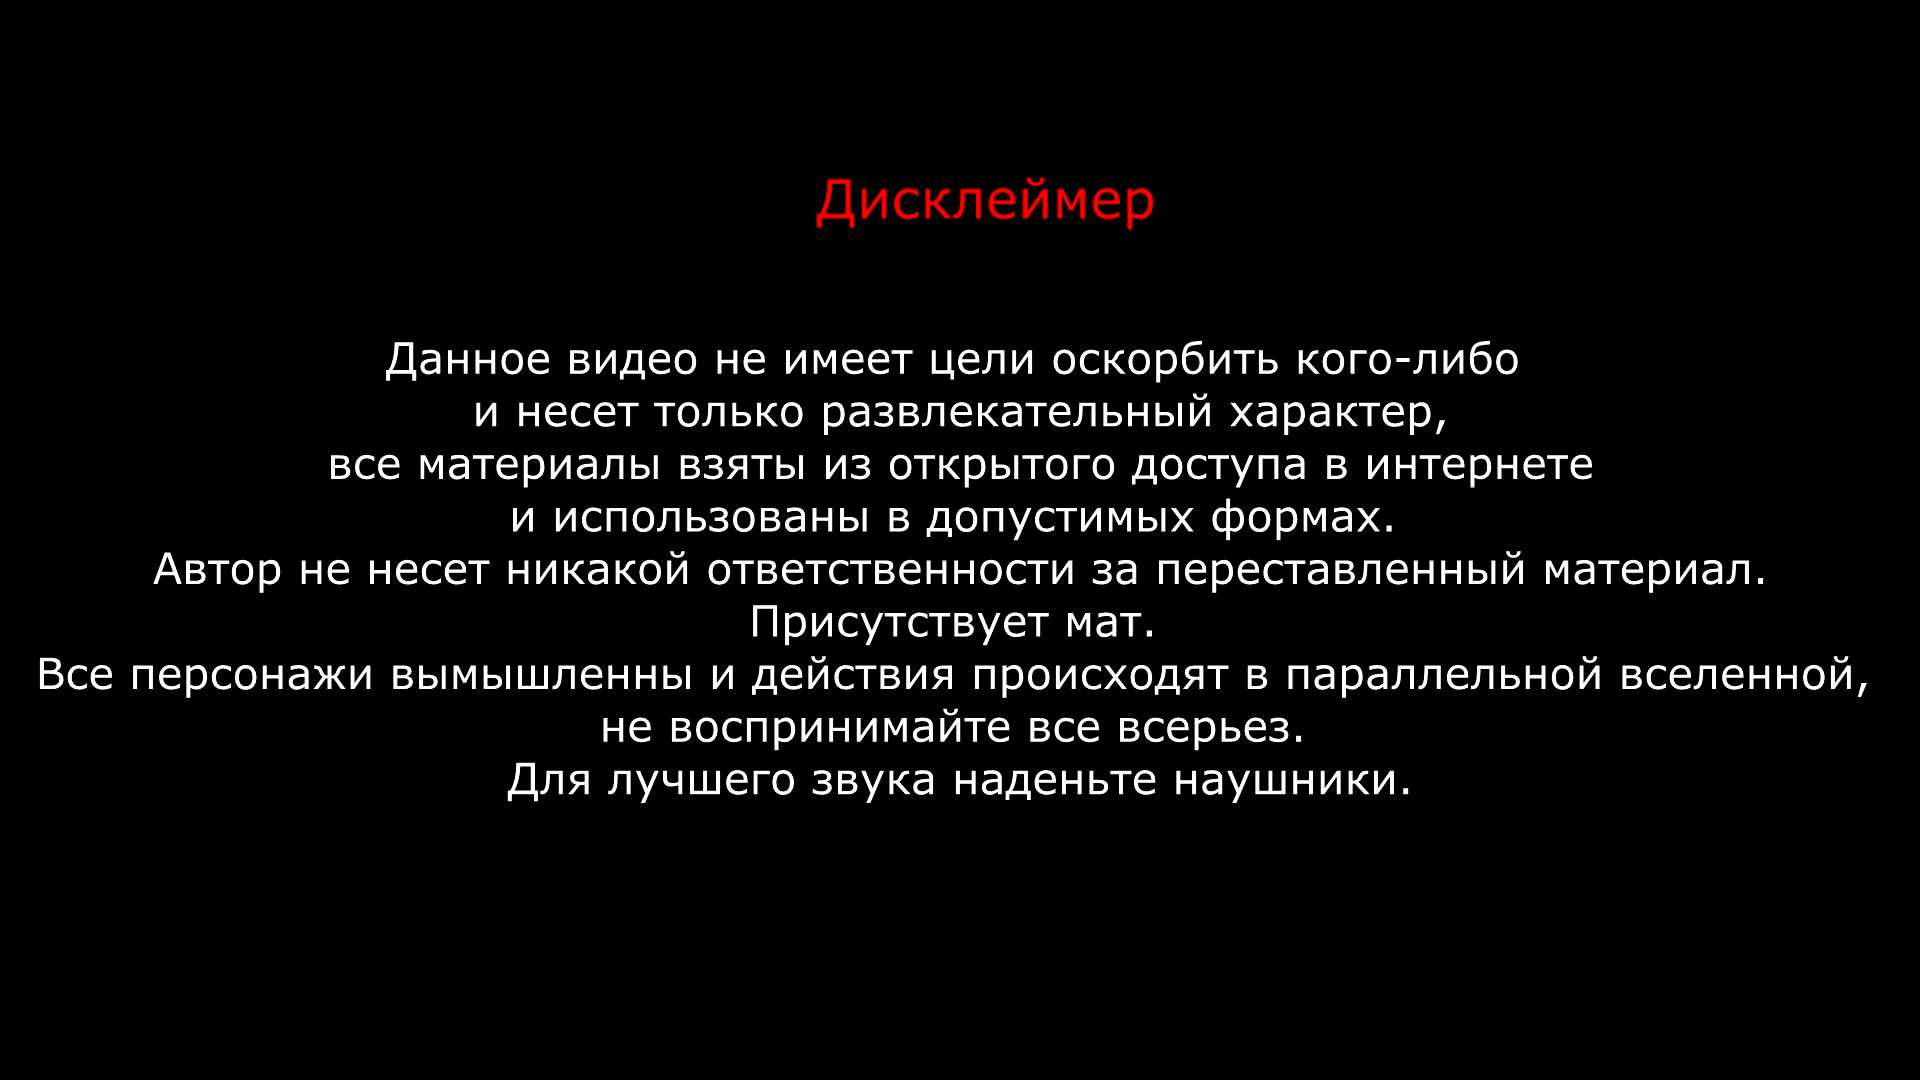 Дисклеймер
Данное видео не имеет цели оскорбить кого-либо
и несет только развлекательный характер,
все материалы взяты из открытого доступа в интернете
и использованы в допустимых формах.
Автор не несет никакой ответственности за переставленный материал.
Присутствует мат.
Все персонажи вымышленны и действия происходят в параллельной вселенной,
не воспринимайте все всерьез.
Для лучшего звука наденьте наушники.